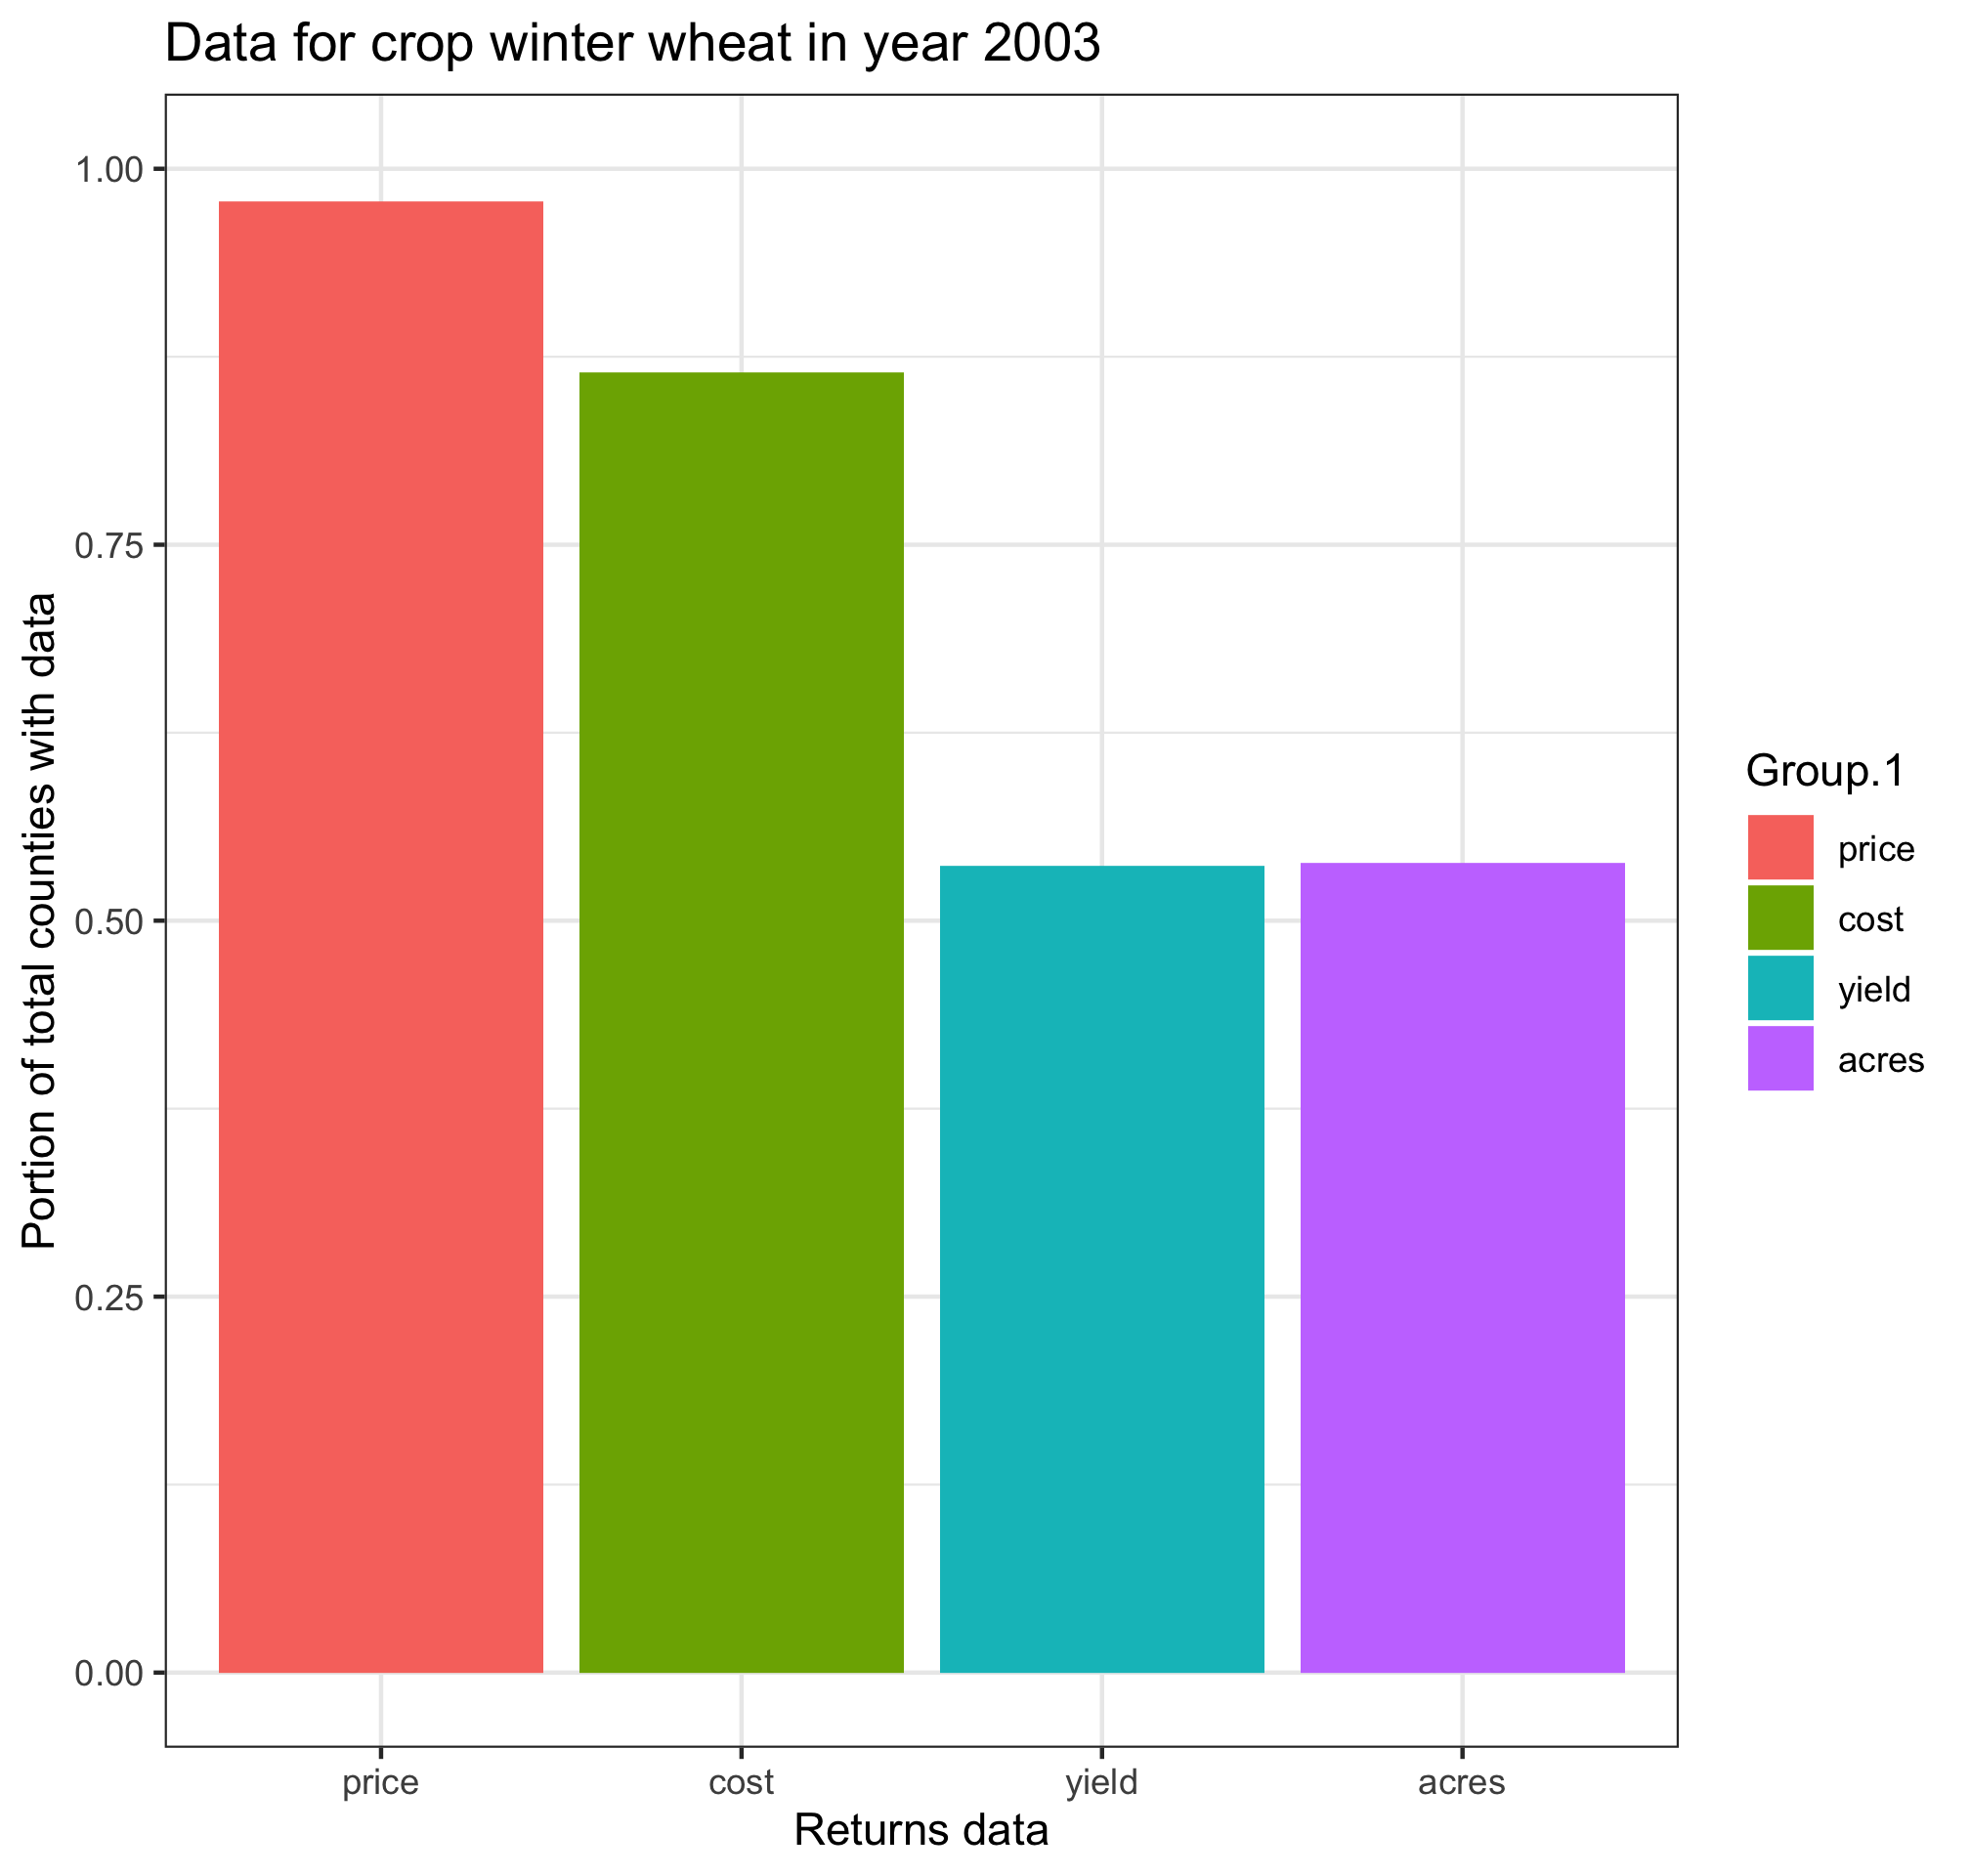 Data for crop winter wheat in year 2003
Portion of total counties with data
1.00
0.75
0.50
0.25
0.00
price
cost
yield
acres
Returns data
Group.1
price
cost
yield
acres